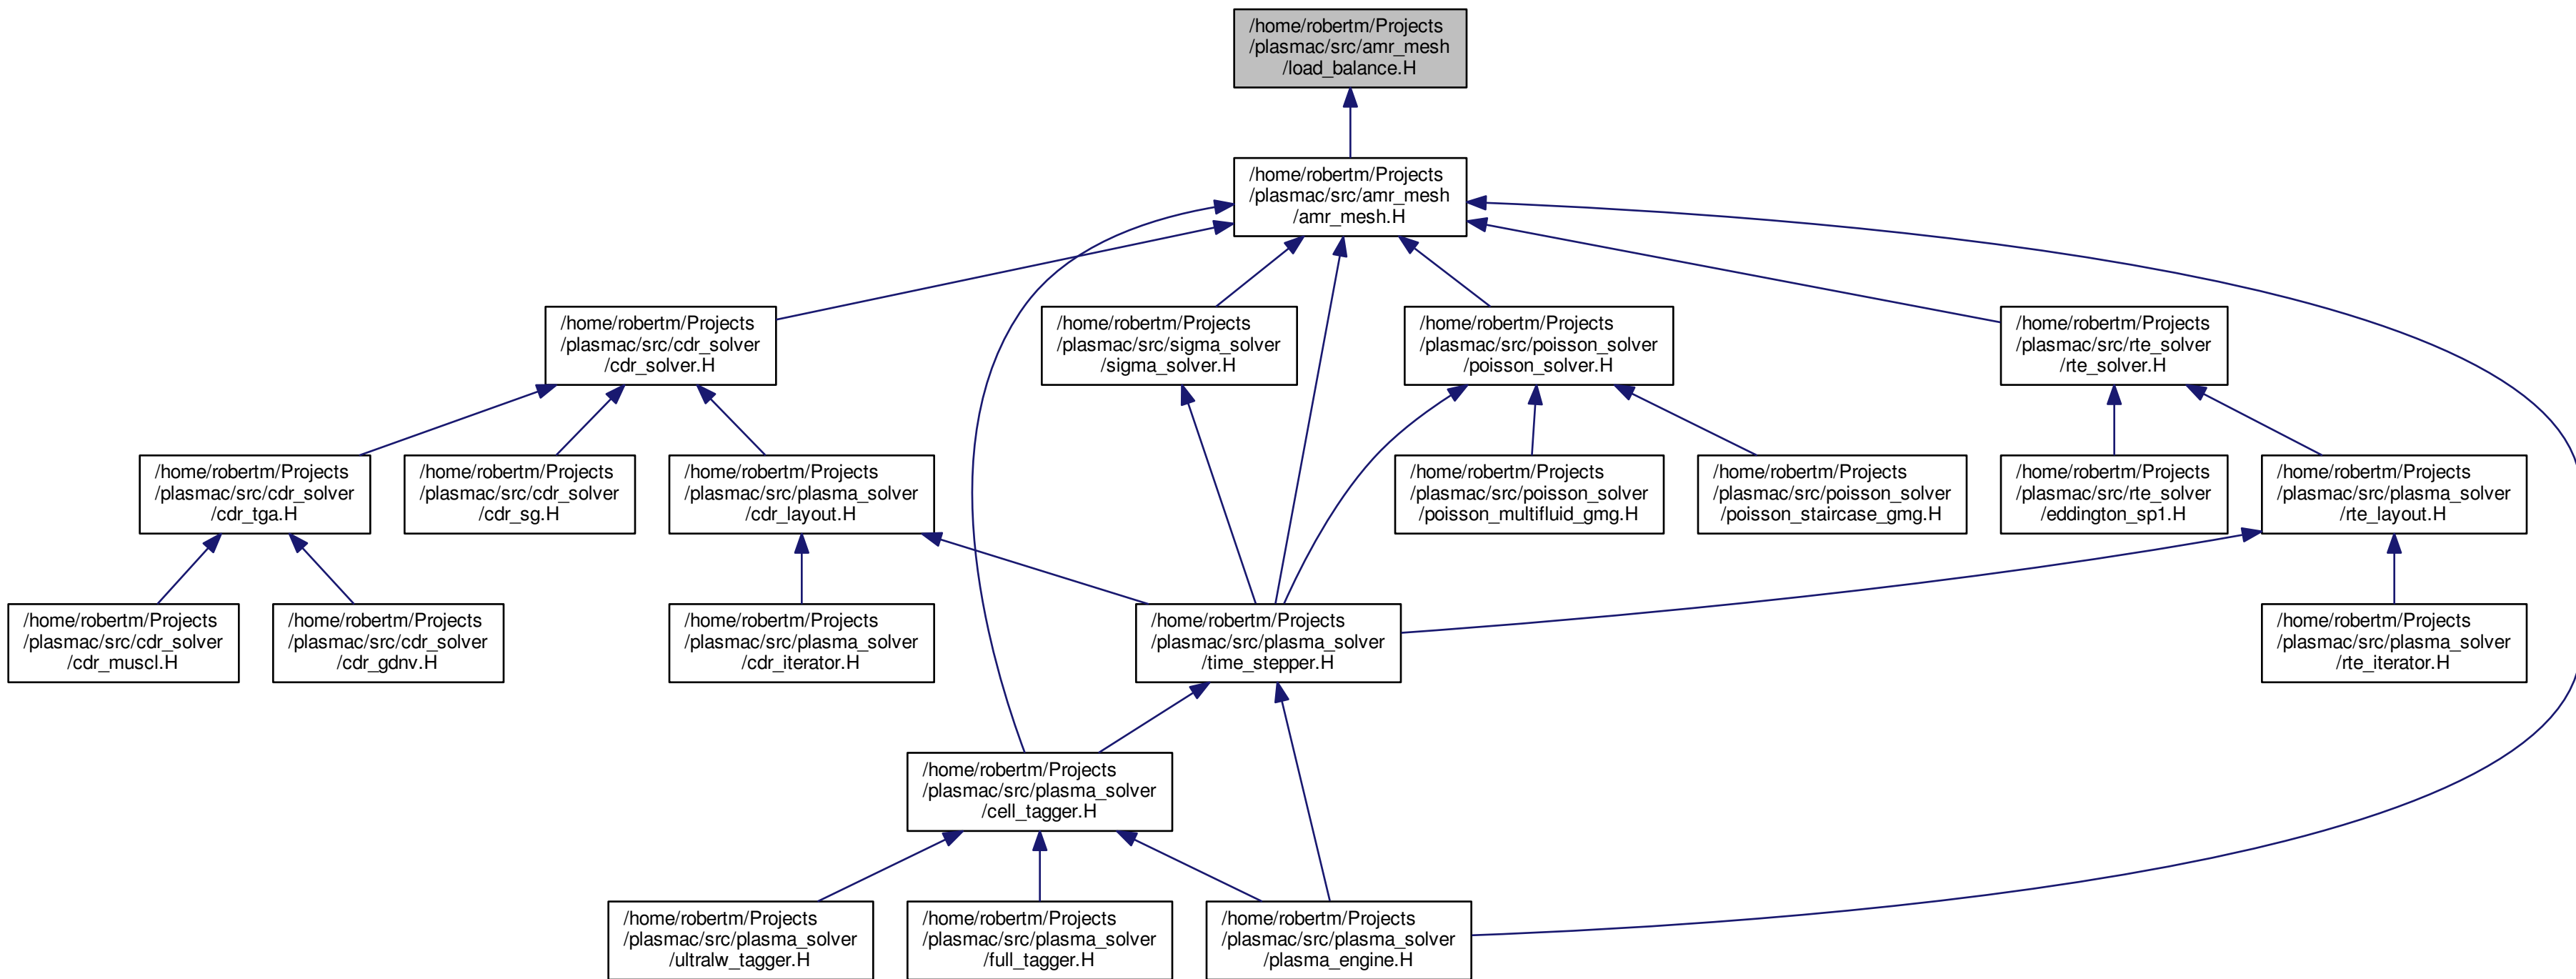 /home/robertm/Projects
/plasmac/src/amr_mesh
/load_balance.H
/home/robertm/Projects
/plasmac/src/amr_mesh
/amr_mesh.H
/home/robertm/Projects
/plasmac/src/cdr_solver
/cdr_solver.H
/home/robertm/Projects
/plasmac/src/sigma_solver
/sigma_solver.H
/home/robertm/Projects
/plasmac/src/poisson_solver
/poisson_solver.H
/home/robertm/Projects
/plasmac/src/rte_solver
/rte_solver.H
/home/robertm/Projects
/plasmac/src/cdr_solver
/cdr_tga.H
/home/robertm/Projects
/plasmac/src/cdr_solver
/cdr_sg.H
/home/robertm/Projects
/plasmac/src/plasma_solver
/cdr_layout.H
/home/robertm/Projects
/plasmac/src/poisson_solver
/poisson_multifluid_gmg.H
/home/robertm/Projects
/plasmac/src/poisson_solver
/poisson_staircase_gmg.H
/home/robertm/Projects
/plasmac/src/rte_solver
/eddington_sp1.H
/home/robertm/Projects
/plasmac/src/plasma_solver
/rte_layout.H
/home/robertm/Projects
/plasmac/src/cdr_solver
/cdr_muscl.H
/home/robertm/Projects
/plasmac/src/cdr_solver
/cdr_gdnv.H
/home/robertm/Projects
/plasmac/src/plasma_solver
/cdr_iterator.H
/home/robertm/Projects
/plasmac/src/plasma_solver
/time_stepper.H
/home/robertm/Projects
/plasmac/src/plasma_solver
/rte_iterator.H
/home/robertm/Projects
/plasmac/src/plasma_solver
/cell_tagger.H
/home/robertm/Projects
/plasmac/src/plasma_solver
/ultralw_tagger.H
/home/robertm/Projects
/plasmac/src/plasma_solver
/full_tagger.H
/home/robertm/Projects
/plasmac/src/plasma_solver
/plasma_engine.H